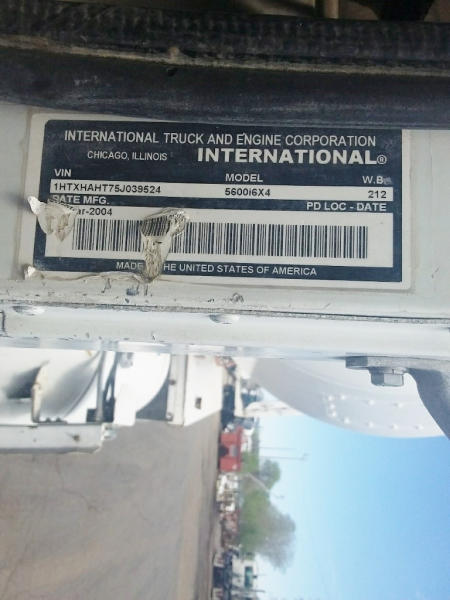 INTERNATIONAL TRUCK AND ENGINE CORPORATION
CHICAGO, ILLINOIS INTERNATIONAL®
VIN MODEL W.B.
1HTXHAHT75J039524 5600i6X4 212
DATE MFG. PD LOC - DATE
-2004
MADE THE UNITED STATES OF AMERICA